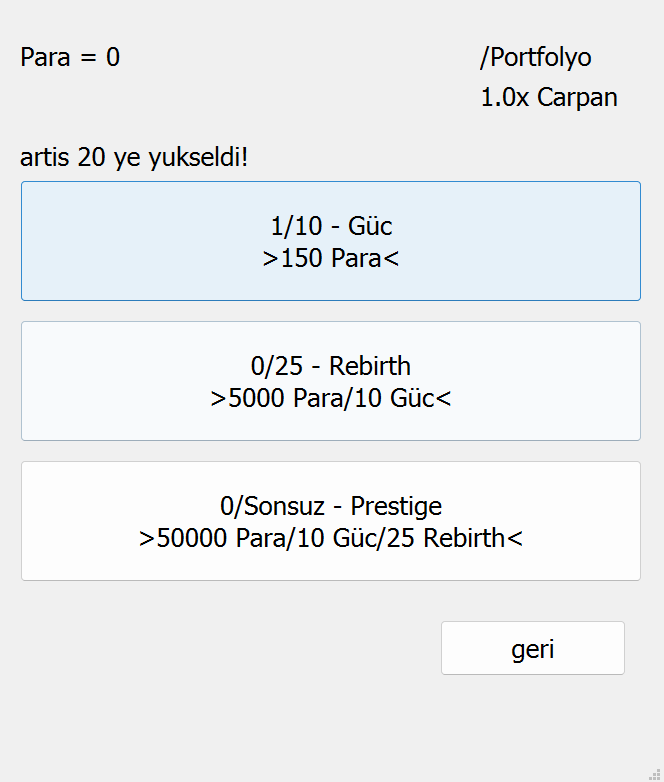 Para = 0
/Portfolyo
1.0x Carpan
artis 20 ye yukseldi!
1/10 - Güc
>150 Para<
0/25 - Rebirth
>5000 Para/10 Güc<
0/Sonsuz - Prestige
>50000 Para/10 Güc/25 Rebirth<
geri